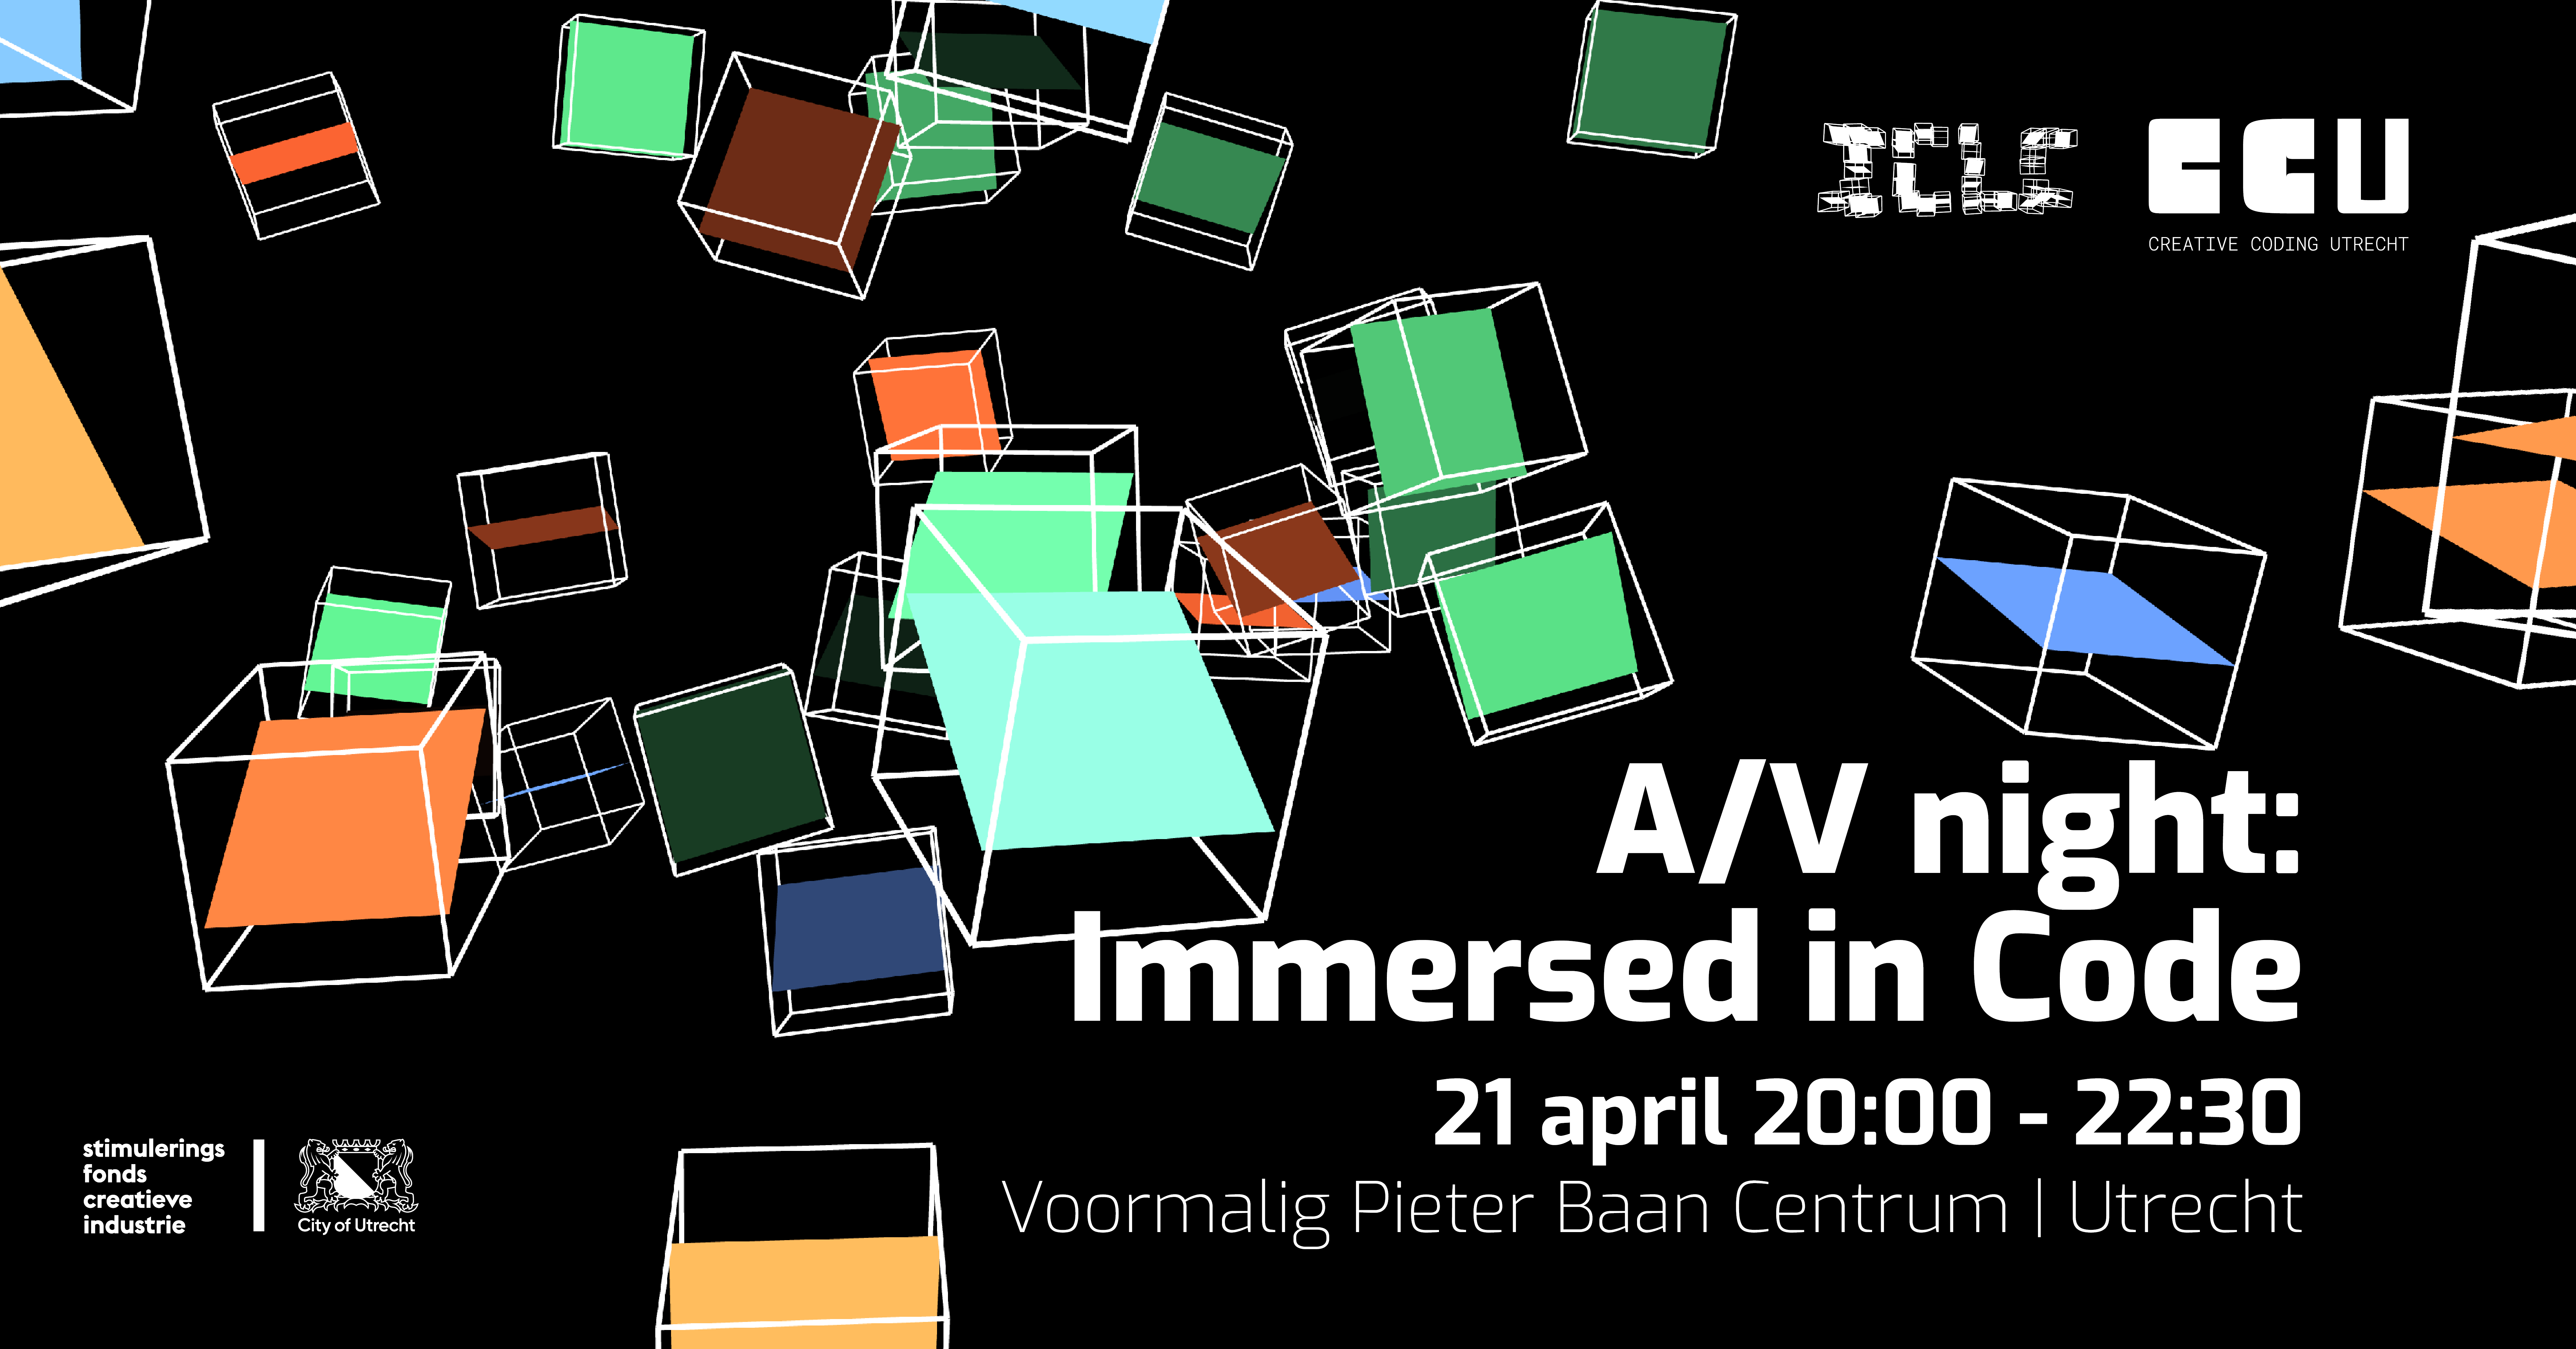 ICLC
CCU
CREATIVE CODING UTRECHT
A/V night:
Immersed in Code
21 april 20:00 - 22:30
Voormalig Pieter Baan Centrum | Utrecht
stimulerings
fonds
creatieve
industrie
City of Utrecht